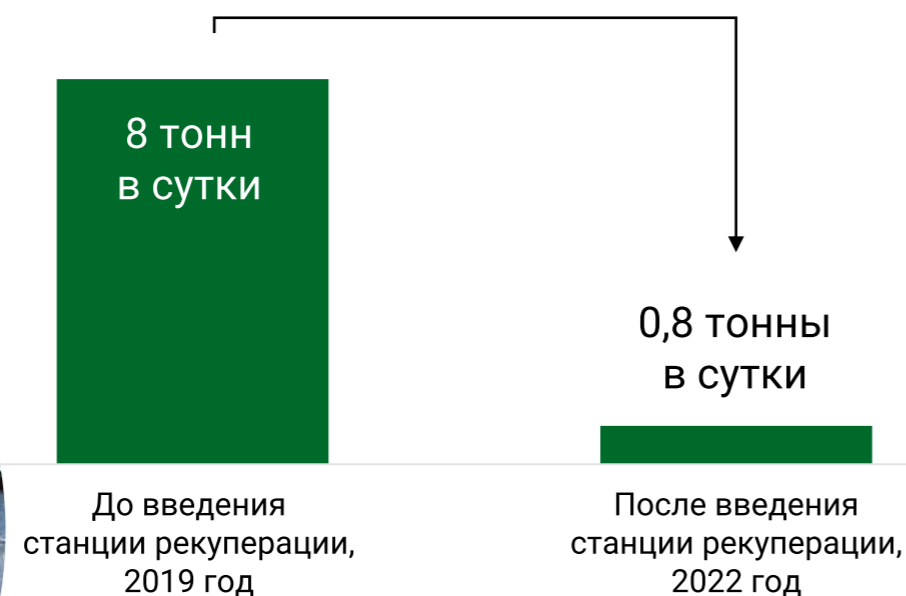 8 тонн
в сутки
0,8 тонны
в сутки
До введения
станции рекуперации,
2019 год
После введения
станции рекуперации,
2022 год